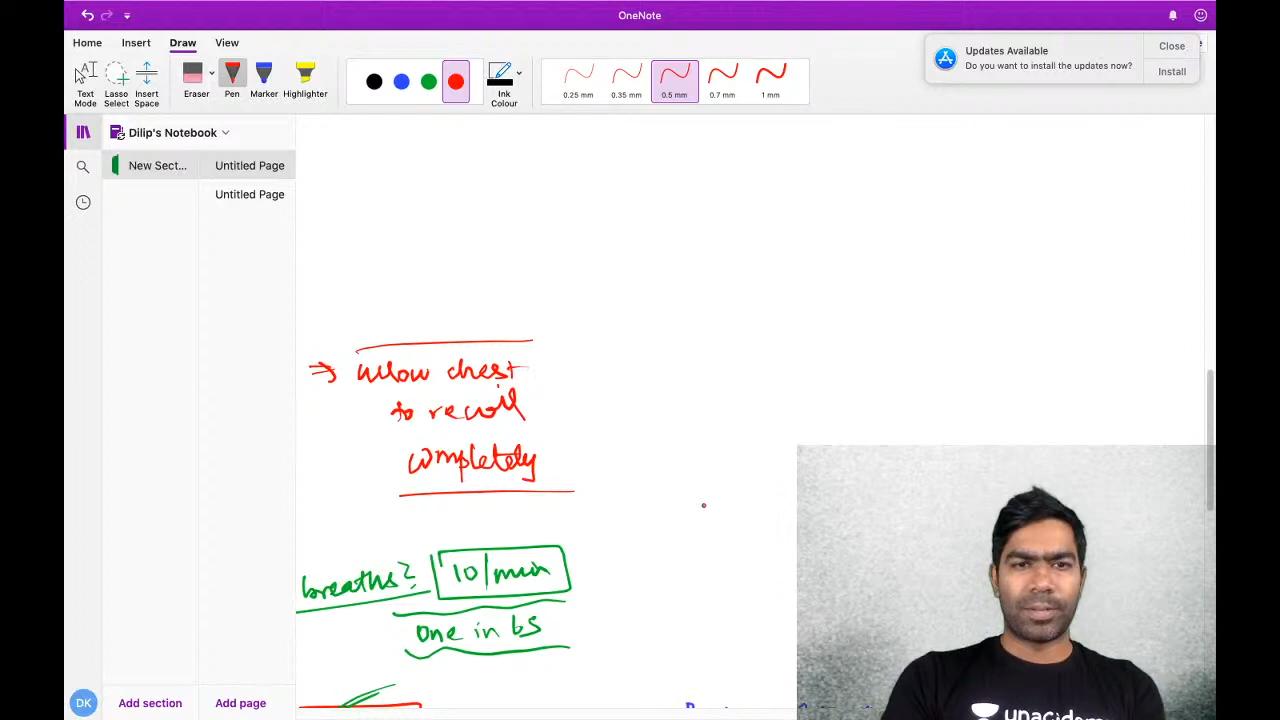 OneNote
Home Insert Draw View
Updates Available
Do you want to install the updates now?
Close
Install
Text Mode
Lasso Select
Insert Space
Eraser
Pen
Marker
Highlighter
Ink Colour
0.25 mm
0.35 mm
0.5 mm
0.7 mm
1 mm
Dilip's Notebook
New Sect...
Untitled Page
Untitled Page
⇒ Allow chest
to recoil
completely
breaths? 10/min
One in 6S
DK
Add section
Add page
unacidem